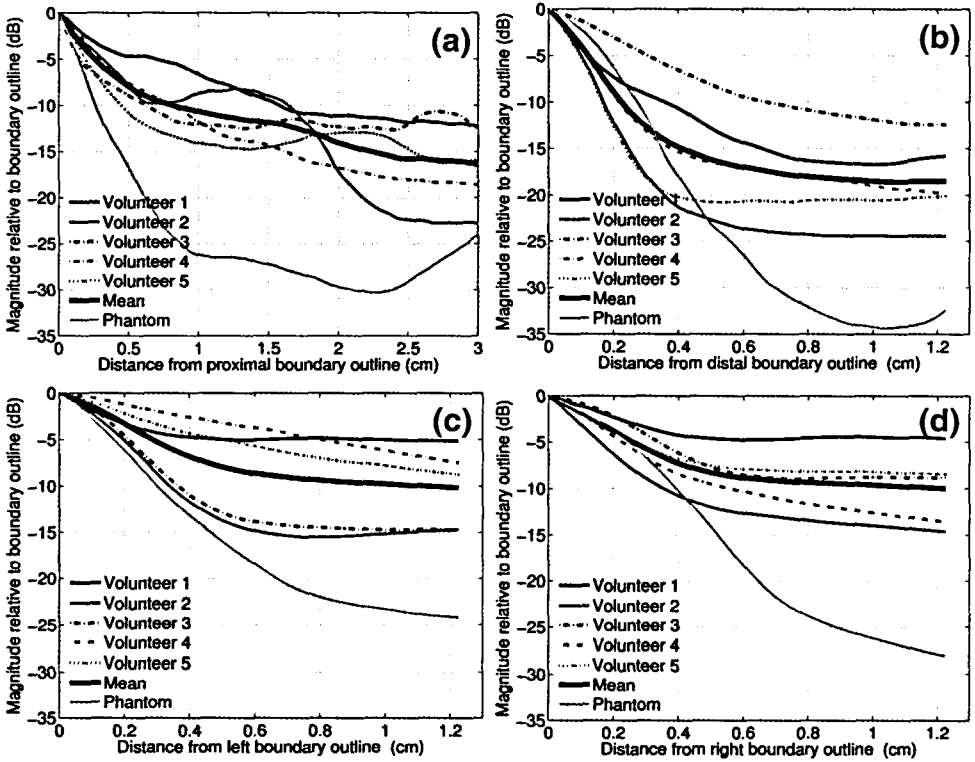 (a)
Magnitude relative to boundary outline (dB)
0
−5
−10
−15
−20
−25
−30
−35
Volunteer 1
Volunteer 2
Volunteer 3
Volunteer 4
Volunteer 5
Mean
Phantom
0 0.5 1 1.5 2 2.5 3
Distance from proximal boundary outline (cm)
(b)
Magnitude relative to boundary outline (dB)
0
−5
−10
−15
−20
−25
−30
−35
Volunteer
Volunteer 2
Volunteer 3
Volunteer 4
Volunteer 5
Mean
Phantom
0 0.2 0.4 0.6 0.8 1 1.2
Distance from distal boundary outline (cm)
(c)
Magnitude relative to boundary outline (dB)
0
−5
−10
−15
−20
−25
−30
−35
Volunteer 1
Volunteer 2
Volunteer 3
Volunteer 4
Volunteer 5
Mean
Phantom
0 0.2 0.4 0.6 0.8 1 1.2
Distance from left boundary outline (cm)
(d)
Magnitude relative to boundary outline (dB)
0
−5
−10
−15
−20
−25
−30
−35
Volunteer 1
Volunteer 2
Volunteer 3
Volunteer 4
Volunteer 5
Mean
Phantom
0 0.2 0.4 0.6 0.8 1 1.2
Distance from right boundary outline (cm)